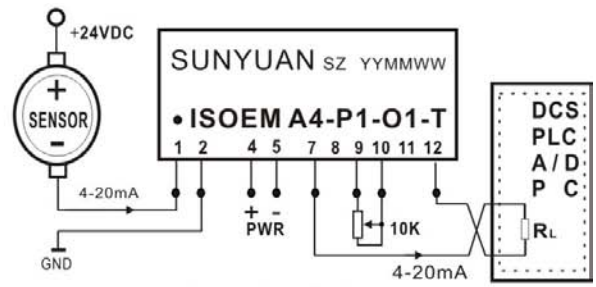 +24VDC
SUNYUAN SZ YYMMWW
+
SENSOR
-
• ISOEM A4-P1-O1-T
1 2 4 5 7 8 9 10 11 12
DCS
PLC
A/D
P C
4-20mA
+ -
PWR
10K
RL
GND
4-20mA